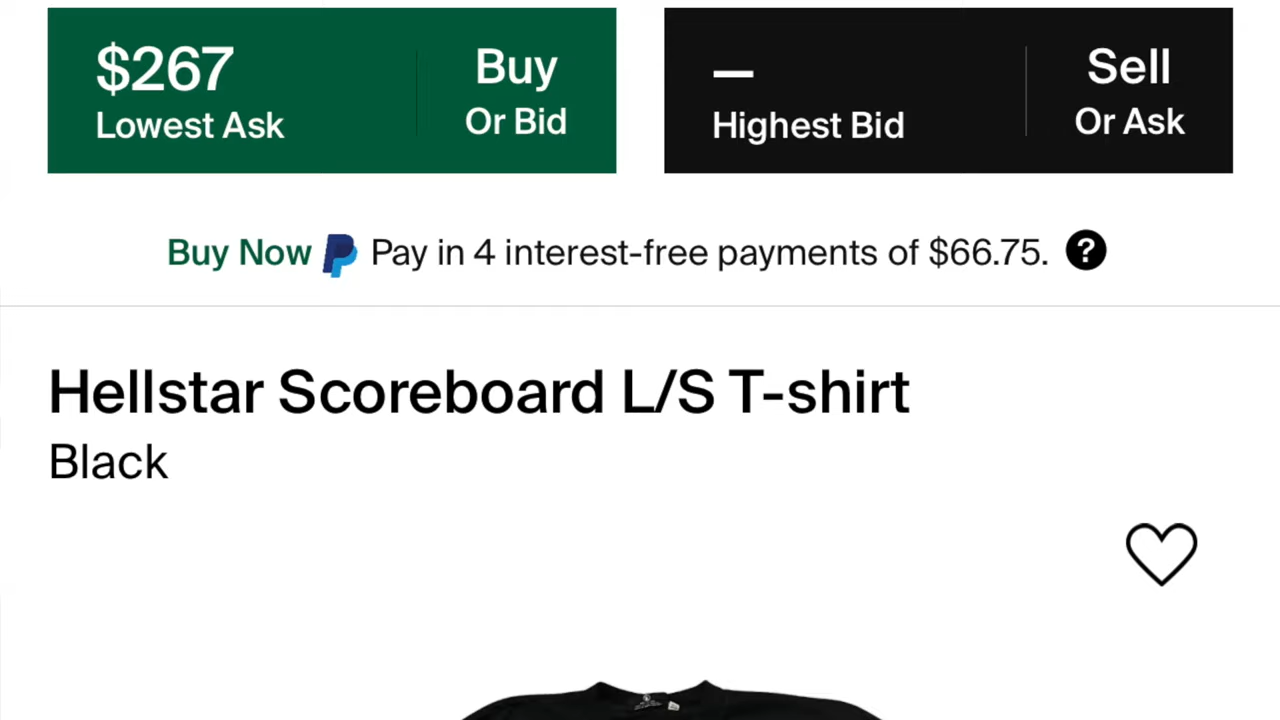 $267
Lowest Ask
Buy
Or Bid
—
Highest Bid
Sell
Or Ask
Buy Now Pay in 4 interest-free payments of $66.75. ?
Hellstar Scoreboard L/S T-shirt
Black